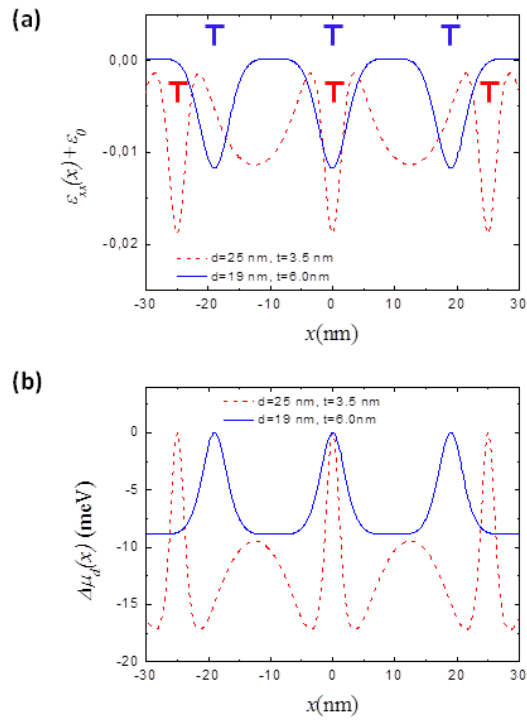 (a)
T T T
0,00
T T T
-0,01
-0,02
εxx(x)+ε0
d=25 nm, t=3.5 nm
d=19 nm, t=6.0nm
-30 -20 -10 0 10 20 30
x(nm)
(b)
d=25 nm, t=3.5 nm
d=19 nm, t=6.0nm
0
-5
-10
-15
-20
Δμd(x) (meV)
-30 -20 -10 0 10 20 30
x(nm)